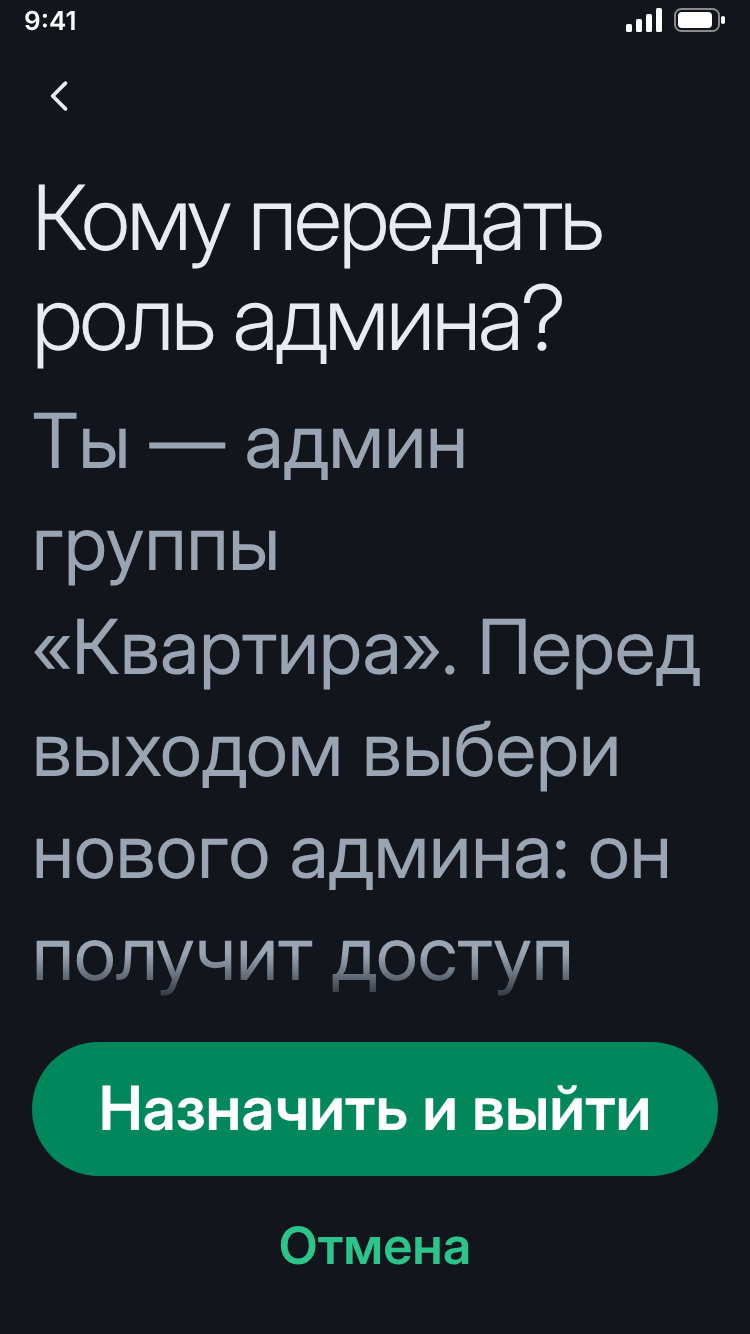 9:41
Кому передать
роль админа?
Ты — админ
группы
«Квартира». Перед
выходом выбери
нового админа: он
получит доступ
Назначить и выйти
Отмена